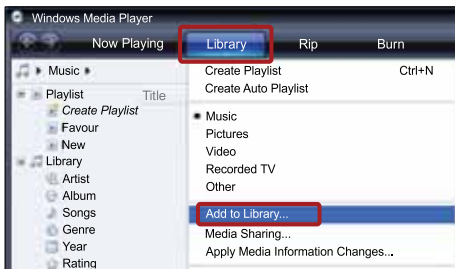 Windows Media Player
Now Playing Library Rip Burn
Music
Playlist Title
Create Playlist
Favour
New
Library
Artist
Album
Songs
Genre
Year
Rating
Create Playlist Ctrl+N
Create Auto Playlist
Music
Pictures
Video
Recorded TV
Other
Add to Library...
Media Sharing...
Apply Media Information Changes...